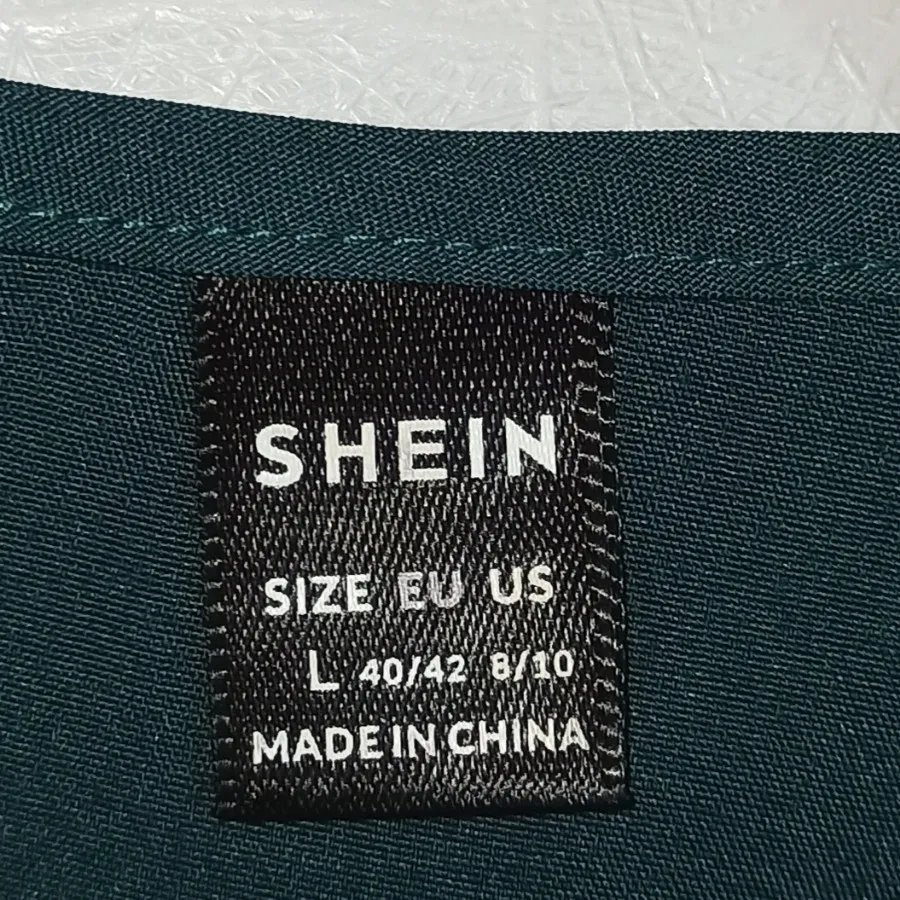 SHEIN
SIZE EU US
L 40/42 8/10
MADE IN CHINA